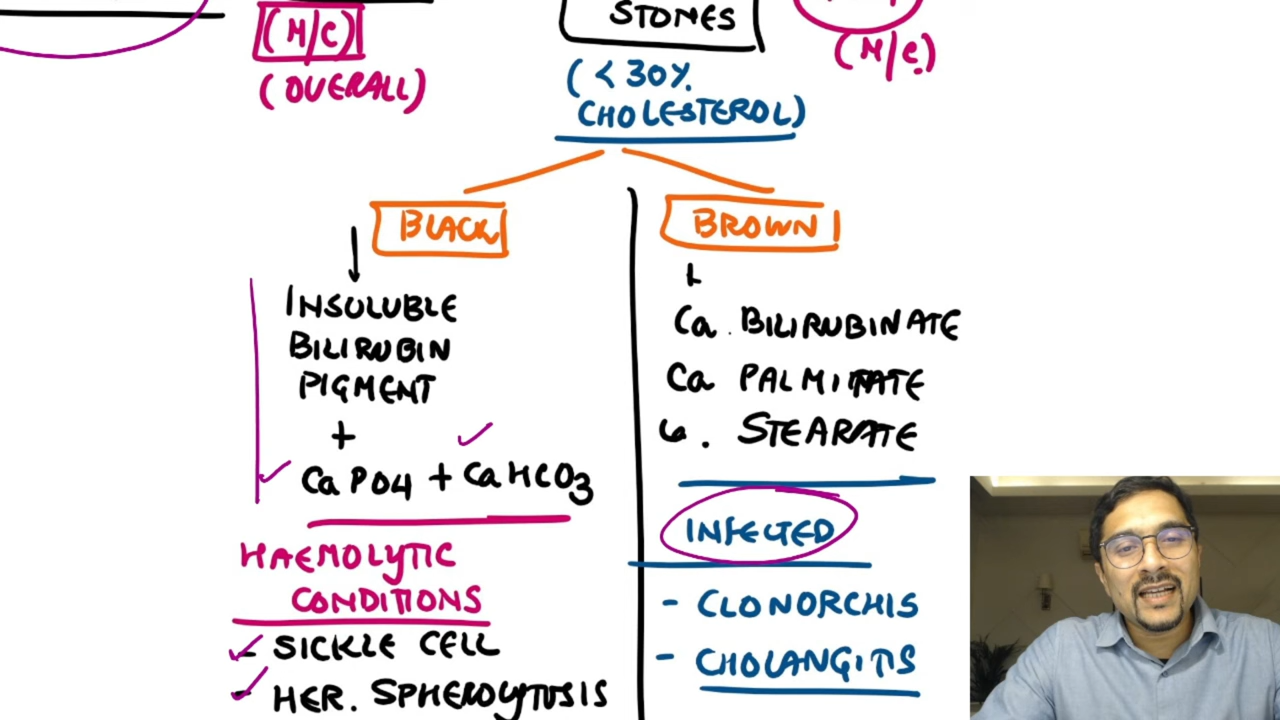 STONES
(M/C)
(M/C)
(OVERALL)
(< 30%
CHOLESTEROL)
BLACK
INSOLUBLE
BILIRUBIN
PIGMENT
+
CaPO4 + CaHCO3
HAEMOLYTIC
CONDITIONS
- SICKLE CELL
- HER. SPHEROCYTOSIS
BROWN
Ca. BILIRUBINATE
Ca PALMITATE
Ca. STEARATE
INFECTED
- CLONORCHIS
- CHOLANGITIS